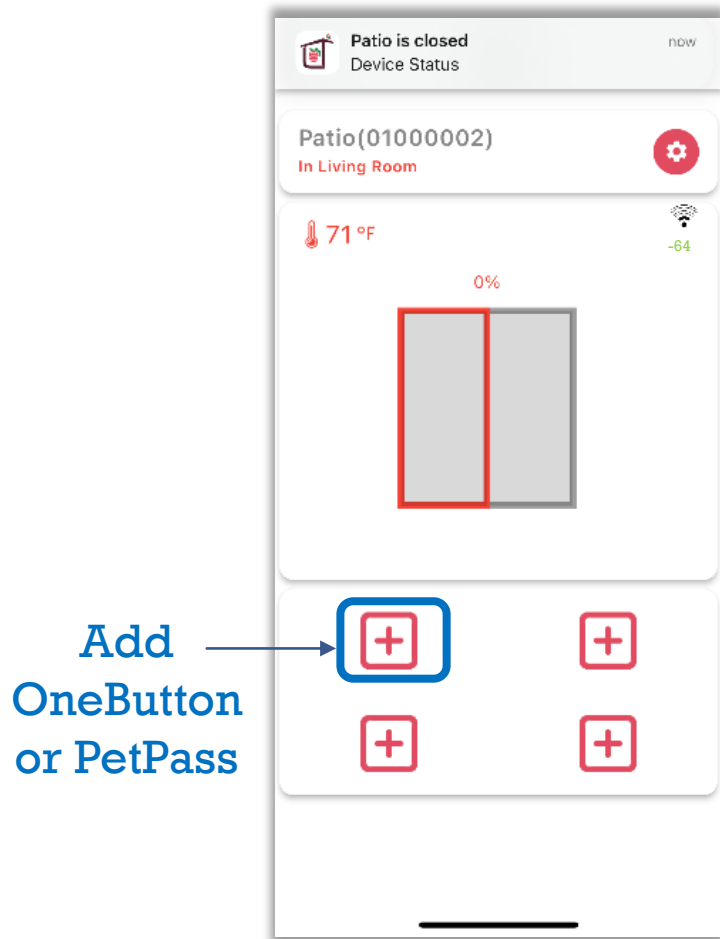 Patio is closed
now
Device Status
Patio(01000002)
In Living Room
71 °F
-64
0%
Add
OneButton
or PetPass